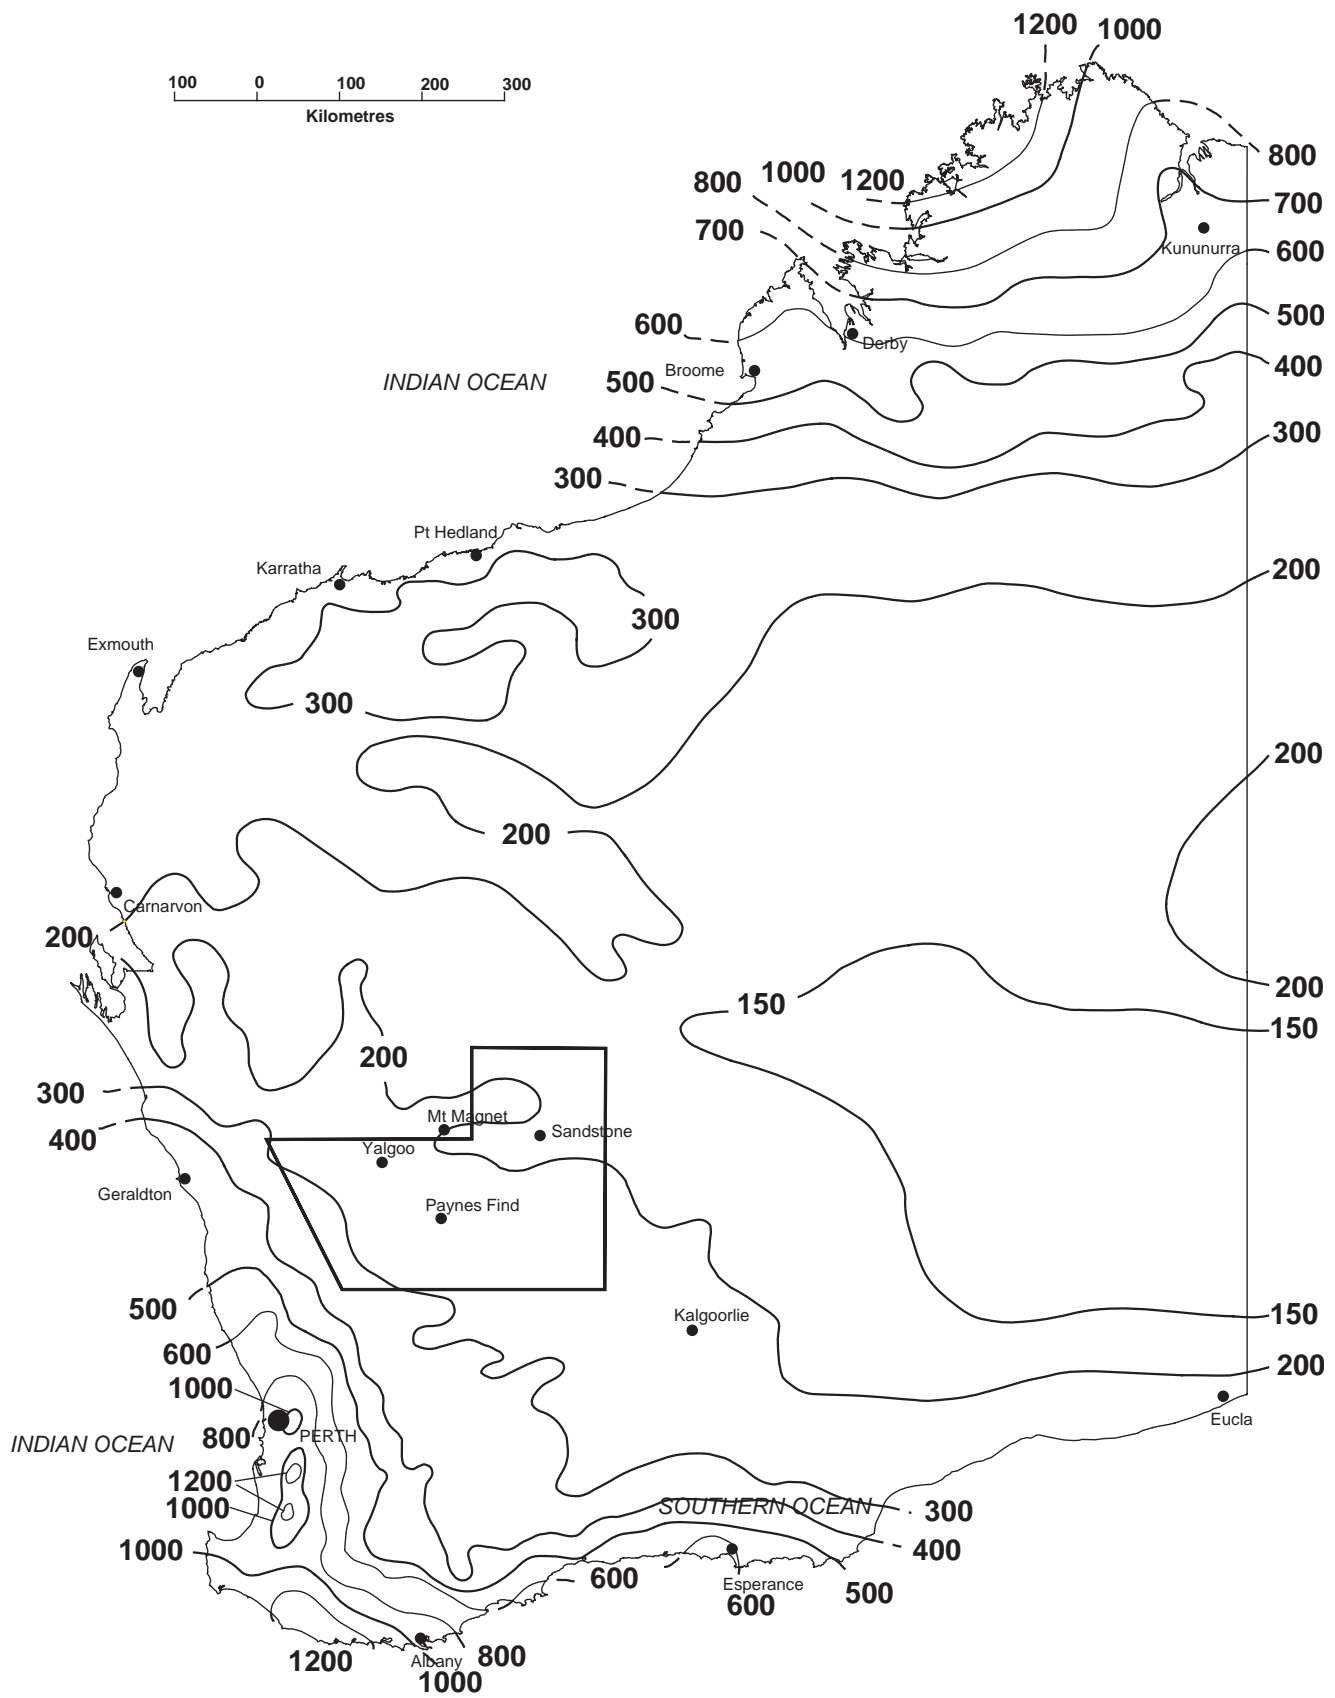 1200
1000
100 0 100 200 300
Kilometres
800
1000
800
1200
700
700
Kununurra
600
500
600
Derby
400
Broome
INDIAN OCEAN
500
300
400
300
Pt Hedland
Karratha
200
300
Exmouth
300
200
200
Carnarvon
200
200
150
150
200
300
Mt Magnet
400
Sandstone
Yalgoo
Geraldton
Paynes Find
500
Kalgoorlie
150
600
200
1000
Eucla
800
PERTH
INDIAN OCEAN
1200
1000
SOUTHERN OCEAN
300
1000
400
600
Esperance
500
600
800
1200
Albany
1000